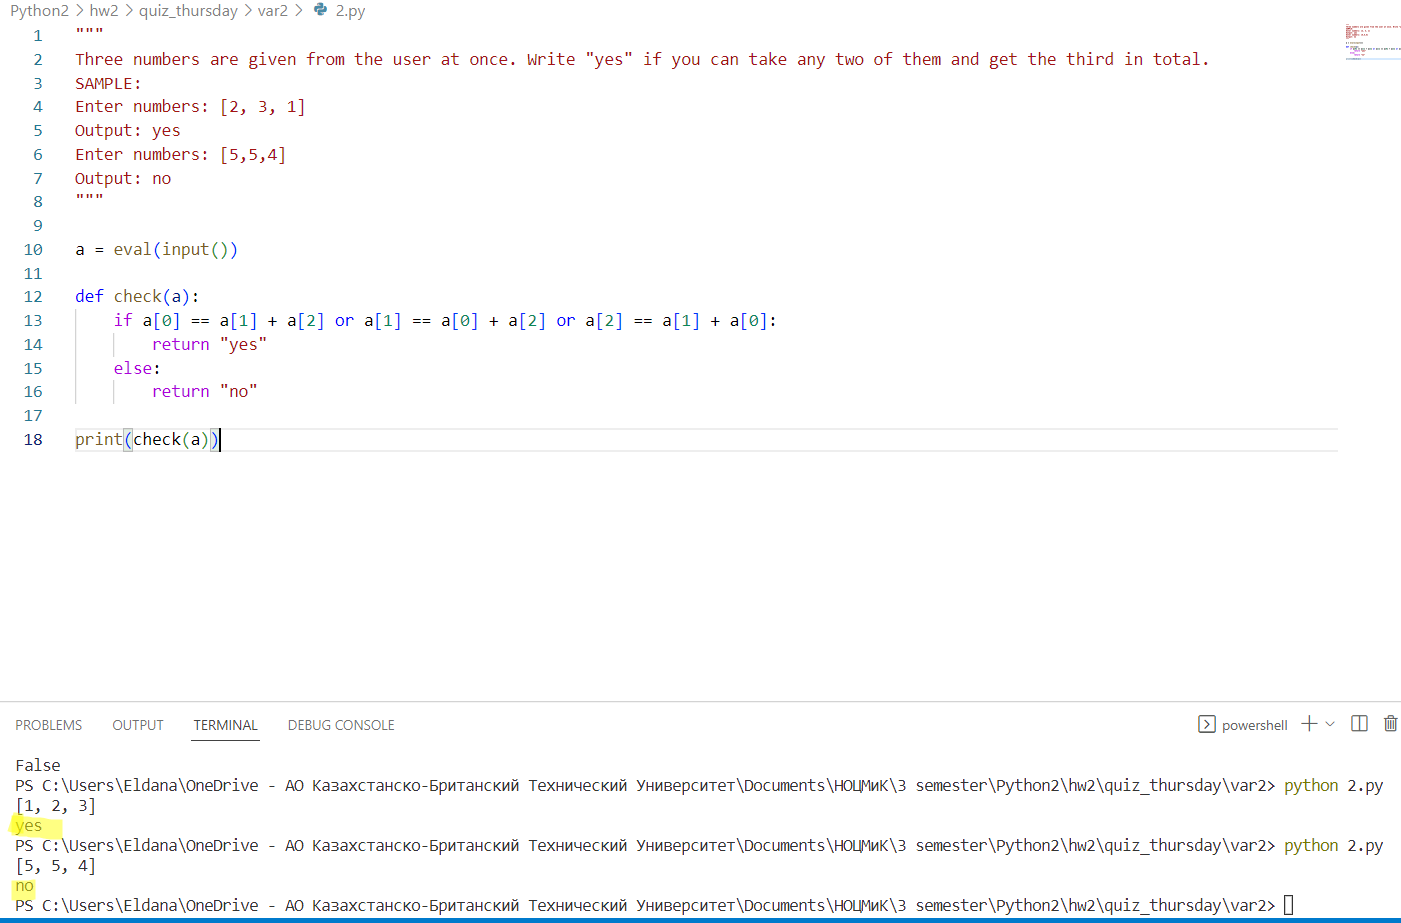 Python2 > hw2 > quiz_thursday > var2 > 2.py
1 """
2 Three numbers are given from the user at once. Write "yes" if you can take any two of them and get the third in total.
3 SAMPLE:
4 Enter numbers: [2, 3, 1]
5 Output: yes
6 Enter numbers: [5,5,4]
7 Output: no
8 """
9
10 a = eval(input())
11
12 def check(a):
13     if a[0] == a[1] + a[2] or a[1] == a[0] + a[2] or a[2] == a[1] + a[0]:
14         return "yes"
15     else:
16         return "no"
17
18 print(check(a))
PROBLEMS OUTPUT TERMINAL DEBUG CONSOLE powershell
False
PS C:\Users\Eldana\OneDrive - АО Казахстанско-Британский Технический Университет\Documents\НОЦМиК\3 semester\Python2\hw2\quiz_thursday\var2> python 2.py
[1, 2, 3]
yes
PS C:\Users\Eldana\OneDrive - АО Казахстанско-Британский Технический Университет\Documents\НОЦМиК\3 semester\Python2\hw2\quiz_thursday\var2> python 2.py
[5, 5, 4]
no
PS C:\Users\Eldana\OneDrive - АО Казахстанско-Британский Технический Университет\Documents\НОЦМиК\3 semester\Python2\hw2\quiz_thursday\var2>